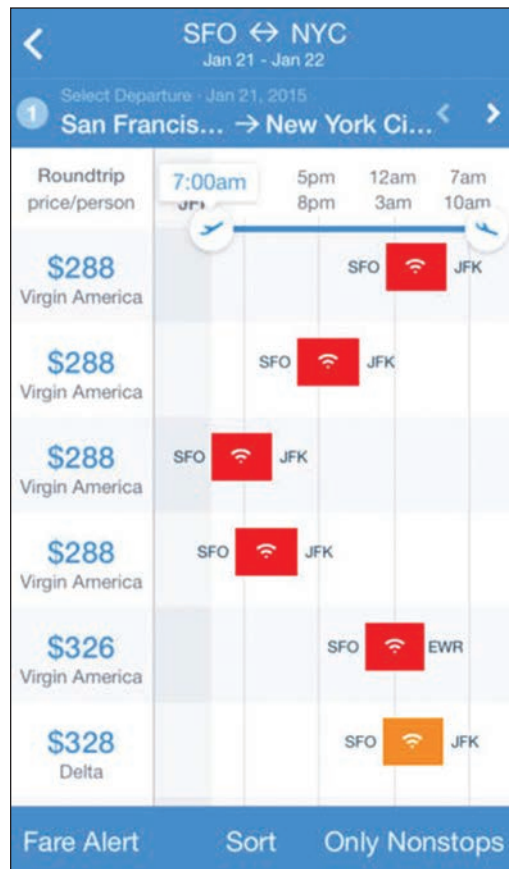 SFO ↔ NYC
Jan 21 - Jan 22
1
Select Departure · Jan 21, 2015
San Francis... → New York Ci...
Roundtrip
price/person
7:00am 5pm 12am 7am
8pm 3am 10am
$288
Virgin America
SFO JFK
$288
Virgin America
SFO JFK
$288
Virgin America
SFO JFK
$288
Virgin America
SFO JFK
$326
Virgin America
SFO EWR
$328
Delta
SFO JFK
Fare Alert Sort Only Nonstops